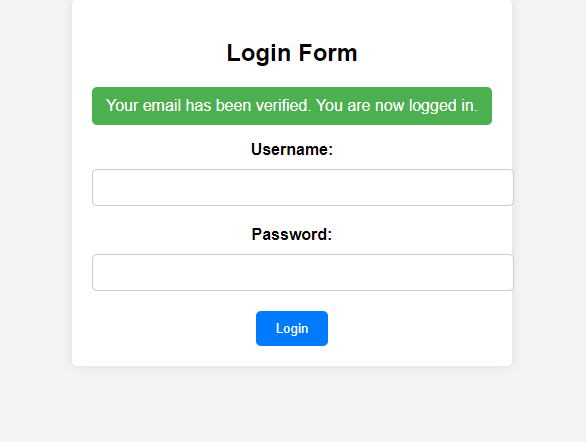 Login Form
Your email has been verified. You are now logged in.
Username:
Password:
Login